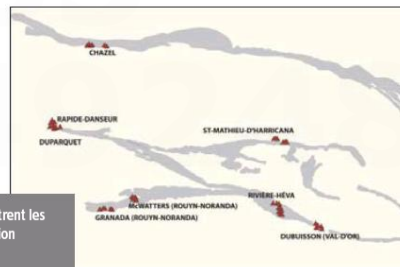 CHAZEL
RAPIDE-DANSEUR
DUPARQUET
ST-MATHIEU-D'HARRICANA
RIVIÈRE-HÉVA
McWATTERS (ROUYN-NORANDA)
GRANADA (ROUYN-NORANDA)
DUBUISSON (VAL-D'OR)
trent les
ion